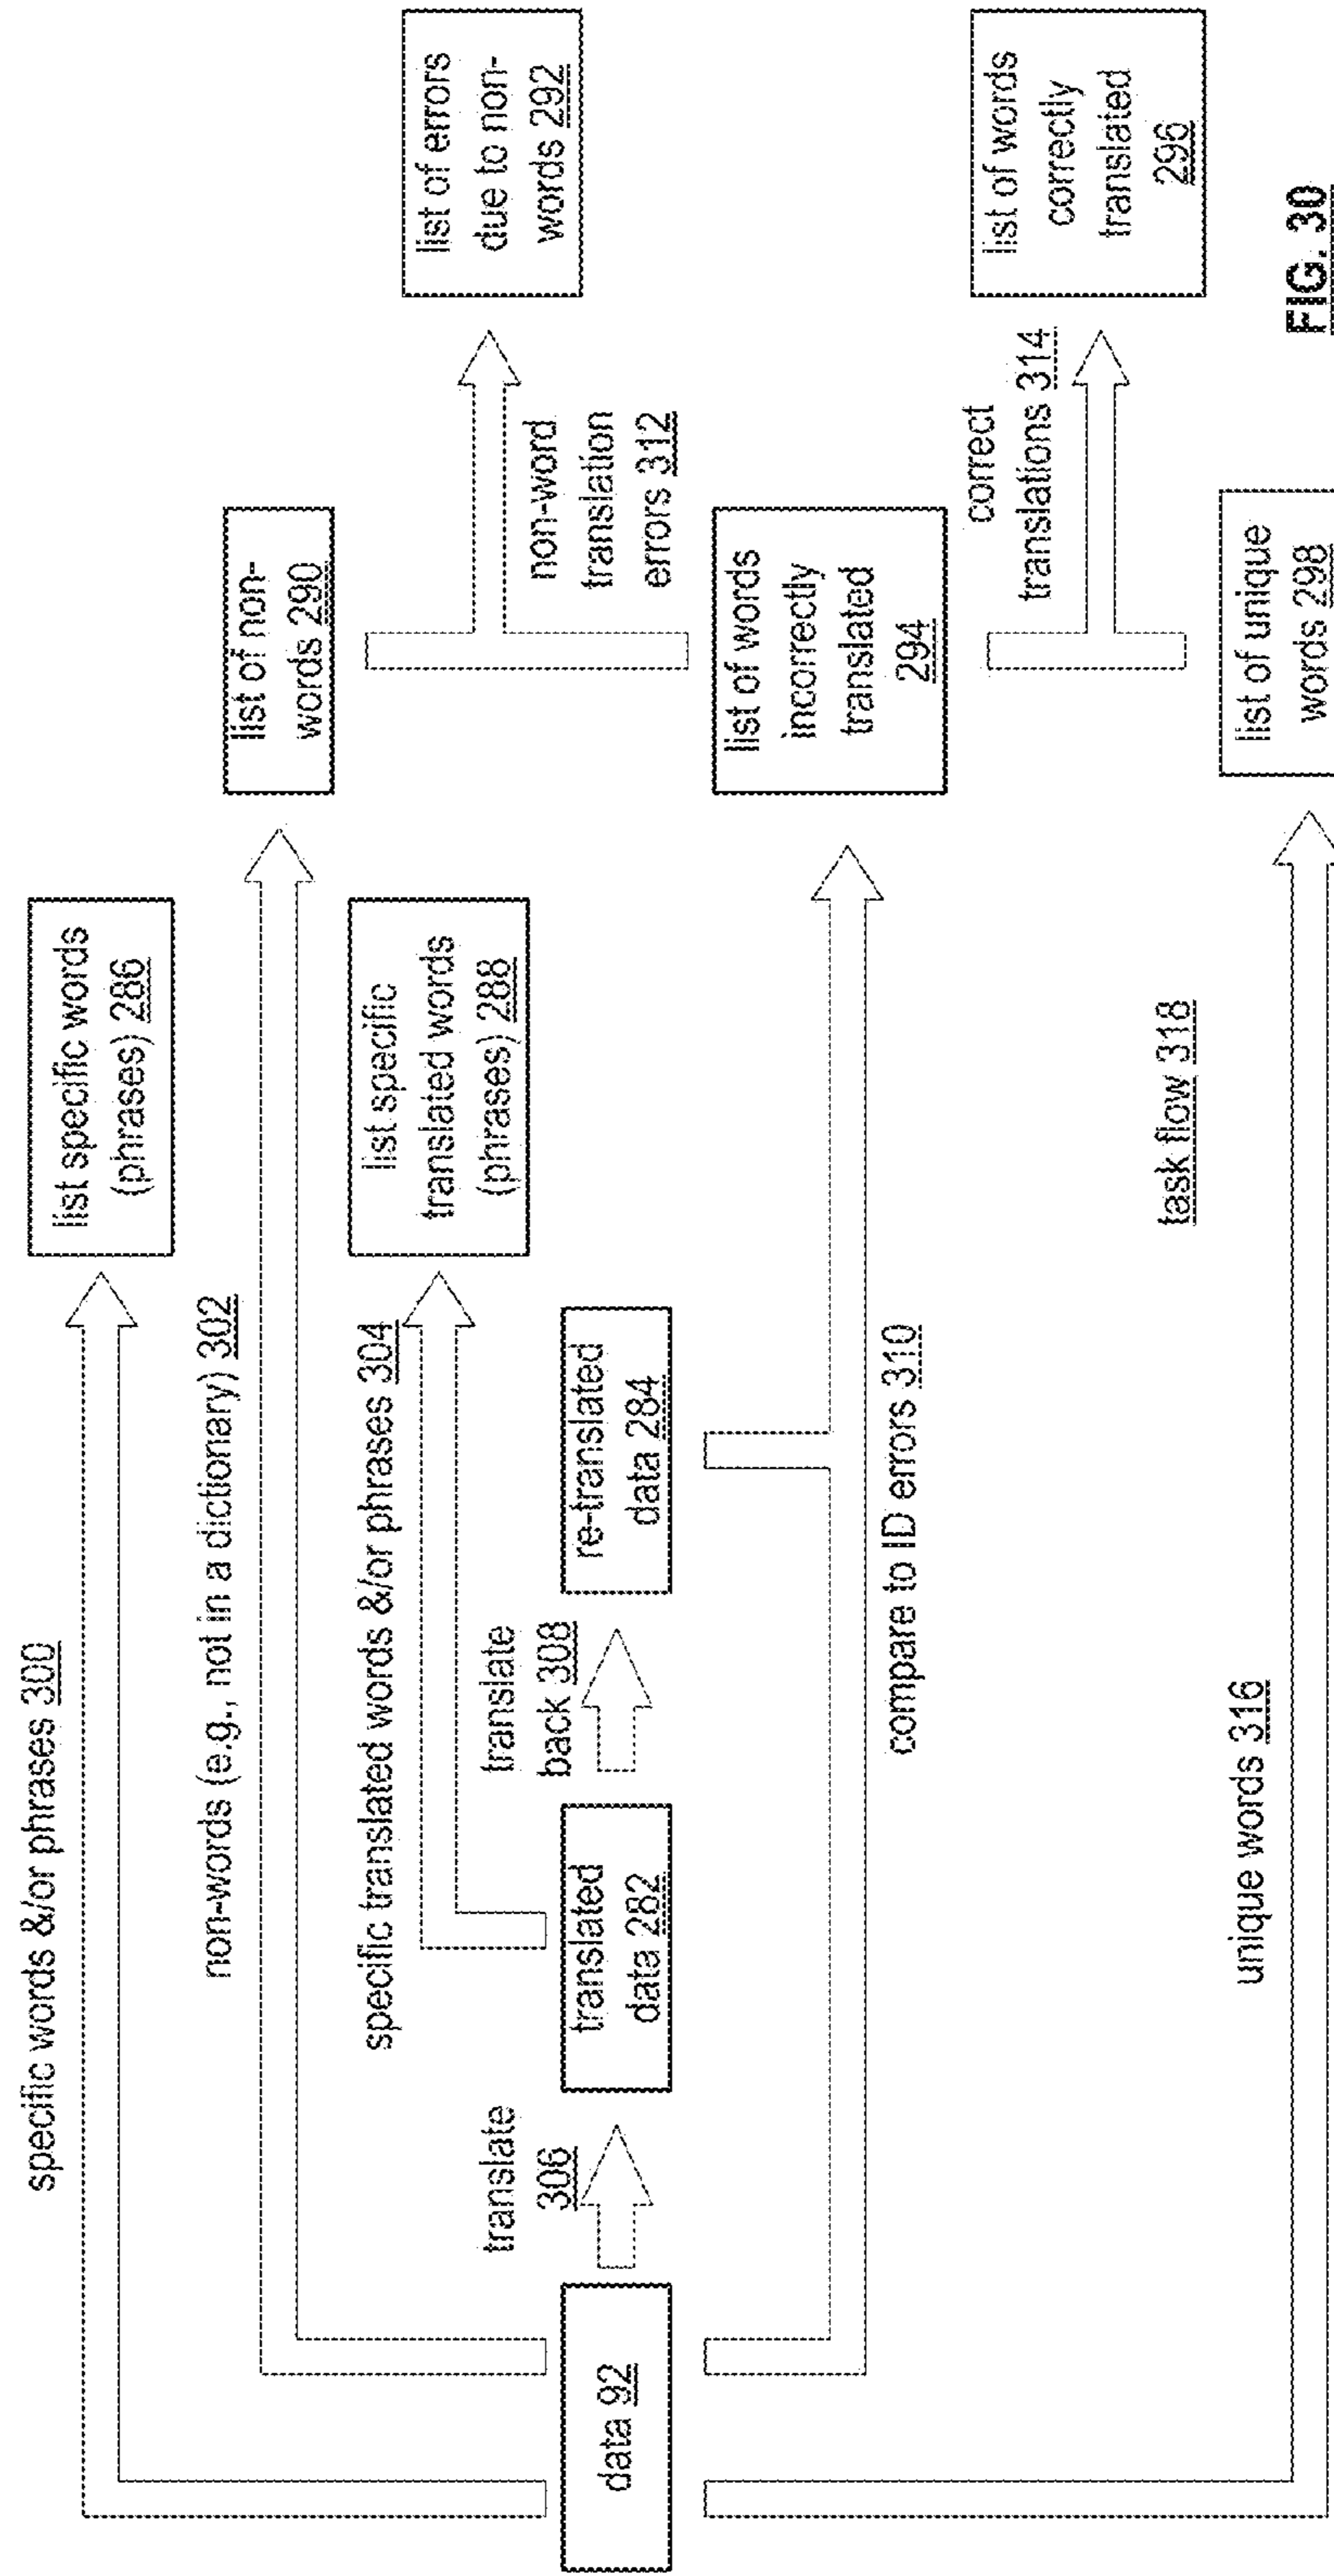 specific words &/or phrases 300
list specific words
(phrases) 286
non-words (e.g., not in a dictionary) 302
list of non-
words 290
specific translated words &/or phrases 304
list specific
translated words
(phrases) 288
list of errors
due to non-
words 292
non-word
translation
errors 312
data 92
translate
306
translated
data 282
translate
back 308
re-translated
data 284
compare to ID errors 310
list of words
incorrectly
translated
294
correct
translations 314
list of words
correctly
translated
296
task flow 318
unique words 316
list of unique
words 298
FIG. 30